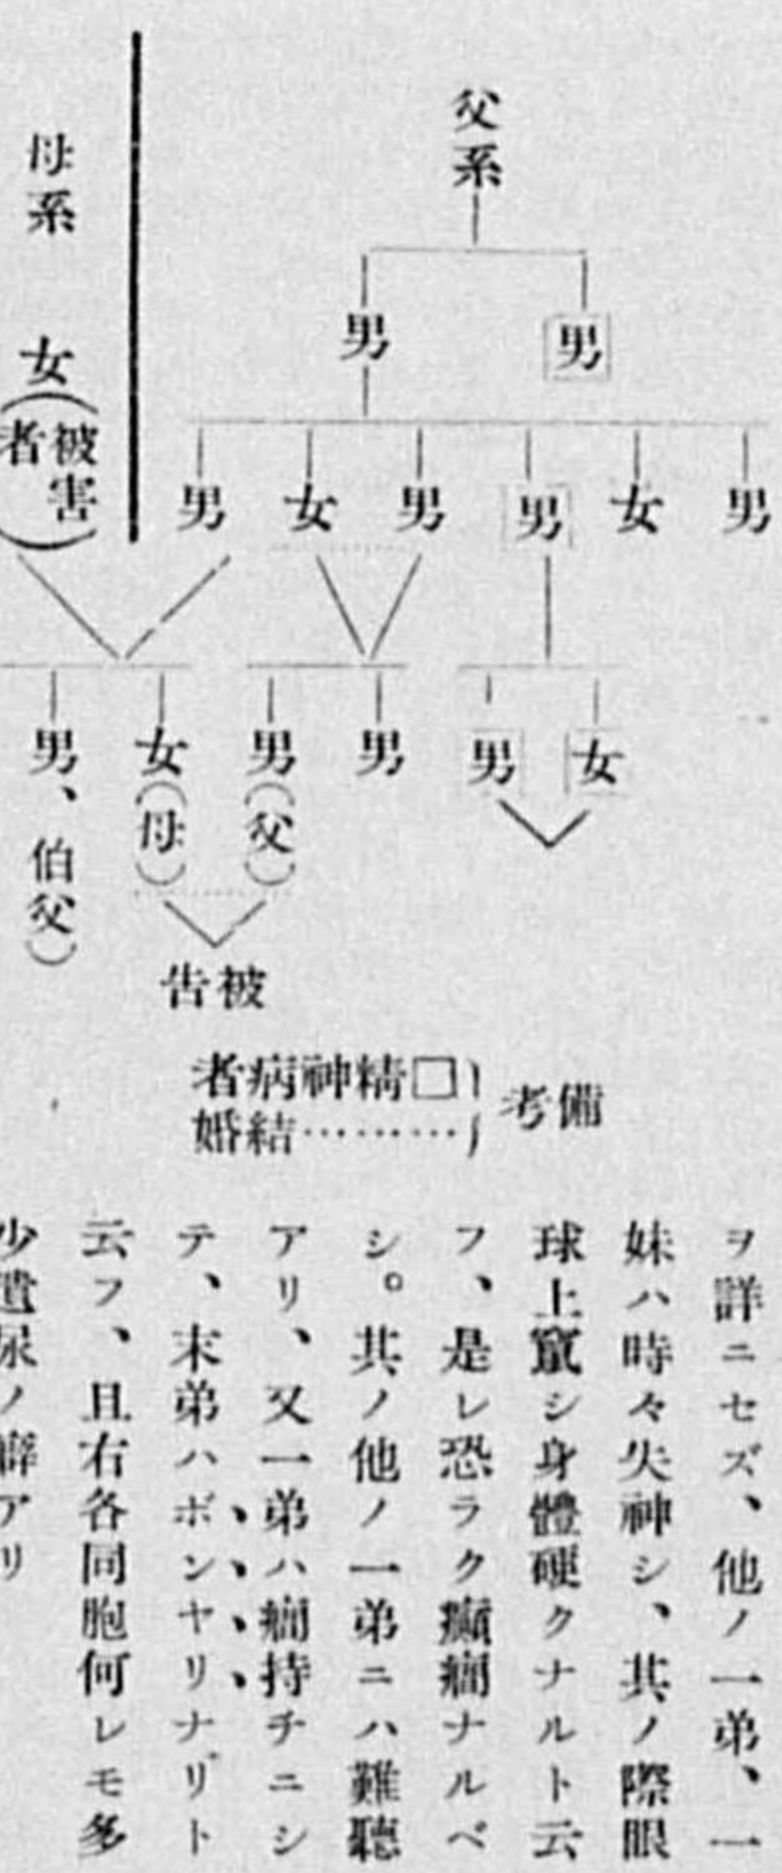 父系
男
男
男
女
男
男
女
男
女
男
男
男(父)
女(母)
男、伯父)
被告
母系
女(被害者)
備考
□精神病者
………結婚
ヲ詳ニセズ、他ノ一弟、一
妹ハ時々失神シ、其ノ際眼
球上竄シ身體硬クナルト云
フ、是レ恐ラク癲癇ナルベ
シ。其ノ他ノ一弟ニハ難聽
アリ、又一弟ハ癇持チニシ
テ、末弟ハボンヤリナリト
云フ、且右各同胞何レモ多
少遺尿ノ癖アリ